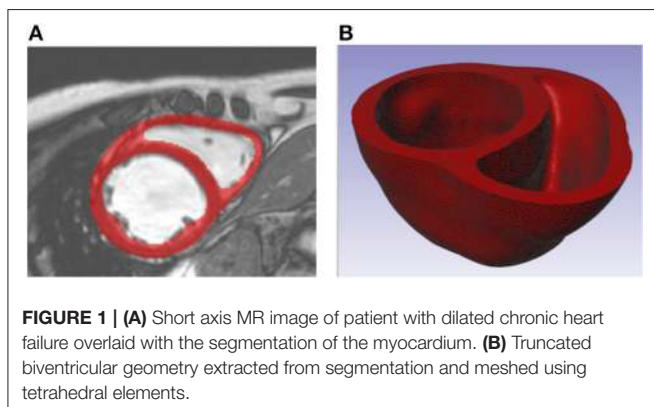 A
B
FIGURE 1 | (A) Short axis MR image of patient with dilated chronic heart
failure overlaid with the segmentation of the myocardium. (B) Truncated
biventricular geometry extracted from segmentation and meshed using
tetrahedral elements.